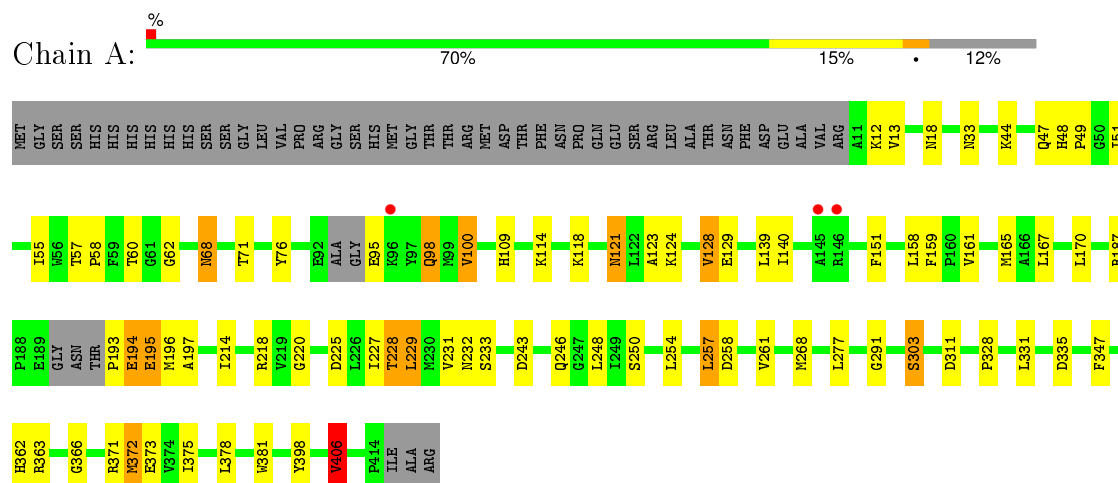 %
Chain A:
70% 15% • 12%
MET GLY SER SER HIS HIS HIS HIS HIS HIS SER SER GLY LEU VAL PRO ARG GLY SER HIS MET THR THR ARG MET ASP THR PHE ASN PRO GLN GLU SER ARG LEU ALA THR ASN PHE ASP GLU ALA VAL ARG A11 K12 V13 N18 N33 K44 Q47 H48 P49 G50
I55 W56 T57 P58 F59 T60 G61 G62 N68 T71 Y76 E92 ALA GLY E95 K96 Y97 Q98 M99 V100 H109 K114 K118 N121 L122 A123 K124 V128 E129 L139 I140 A145 R146 F151 L158 F159 P160 V161 M165 A166 L167 L170
P188 E189 GLY ASN THR P193 E194 E195 M196 A197 I214 R218 V219 G220 D225 L226 I227 T228 L229 M230 V231 N232 S233 D243 Q246 G247 L248 I249 S250 L254 L257 D258 V261 M268 L277 G291 S303 D311 P328 L331 D335 F347
H362 R363 G366 R371 M372 E373 V374 I375 L378 W381 Y398 V406 P414 ILE ALA ARG